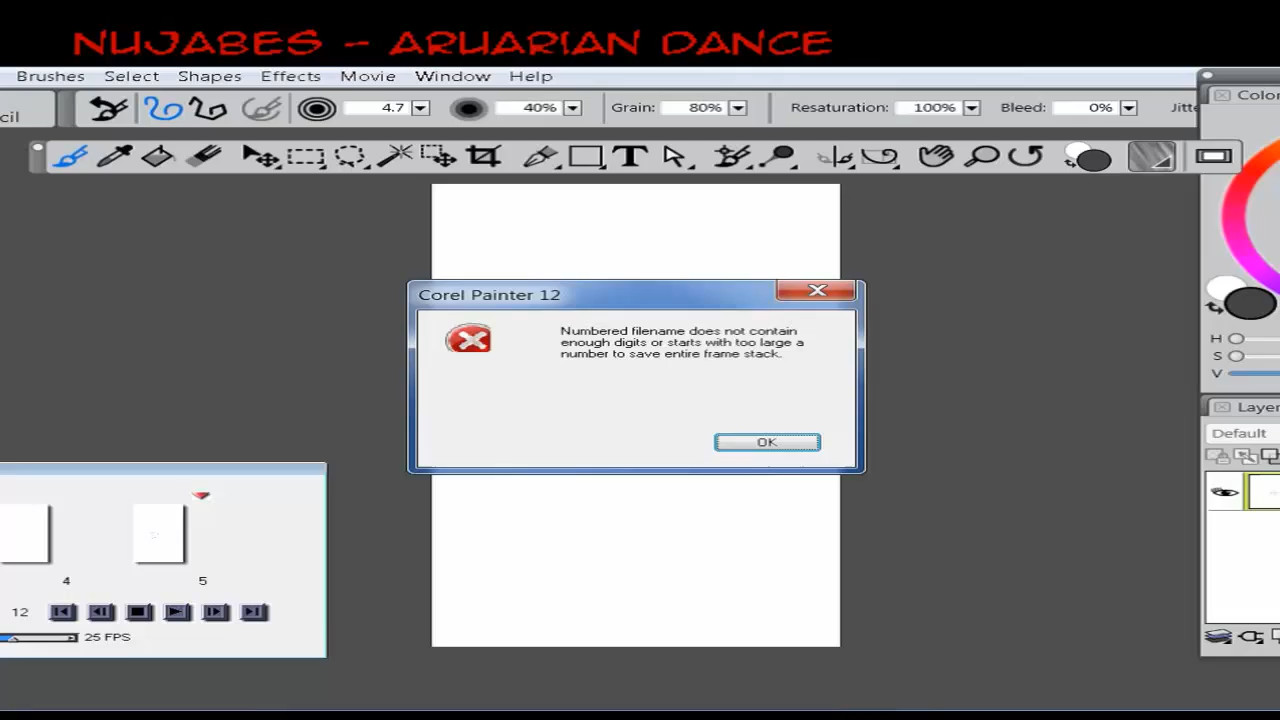 NUJABES - ARUARIAN DANCE
Brushes Select Shapes Effects Movie Window Help
cil 4.7 40% Grain: 80% Resaturation: 100% Bleed: 0% Jitte
Color
T
Corel Painter 12
Numbered filename does not contain
enough digits or starts with too large a
number to save entire frame stack.
OK
H
S
V
Layer
Default
4 5
12
25 FPS